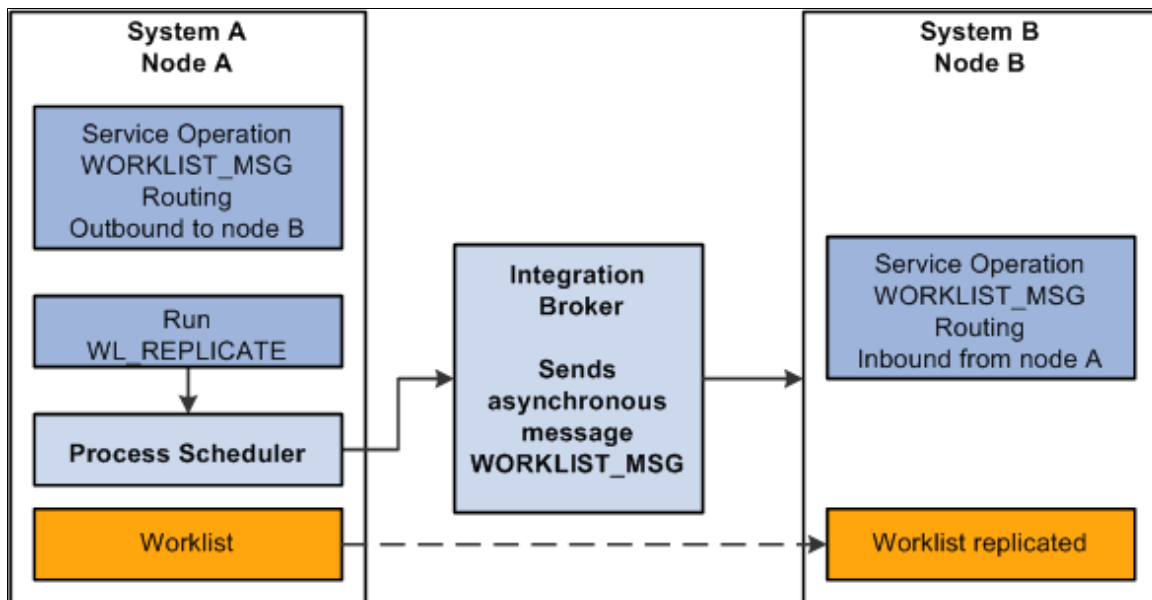 System A
Node A
Service Operation
WORKLIST_MSG
Routing
Outbound to node B
Run
WL_REPLICATE
Process Scheduler
Worklist
Integration
Broker
Sends
asynchronous
message
WORKLIST_MSG
System B
Node B
Service Operation
WORKLIST_MSG
Routing
Inbound from node A
Worklist replicated